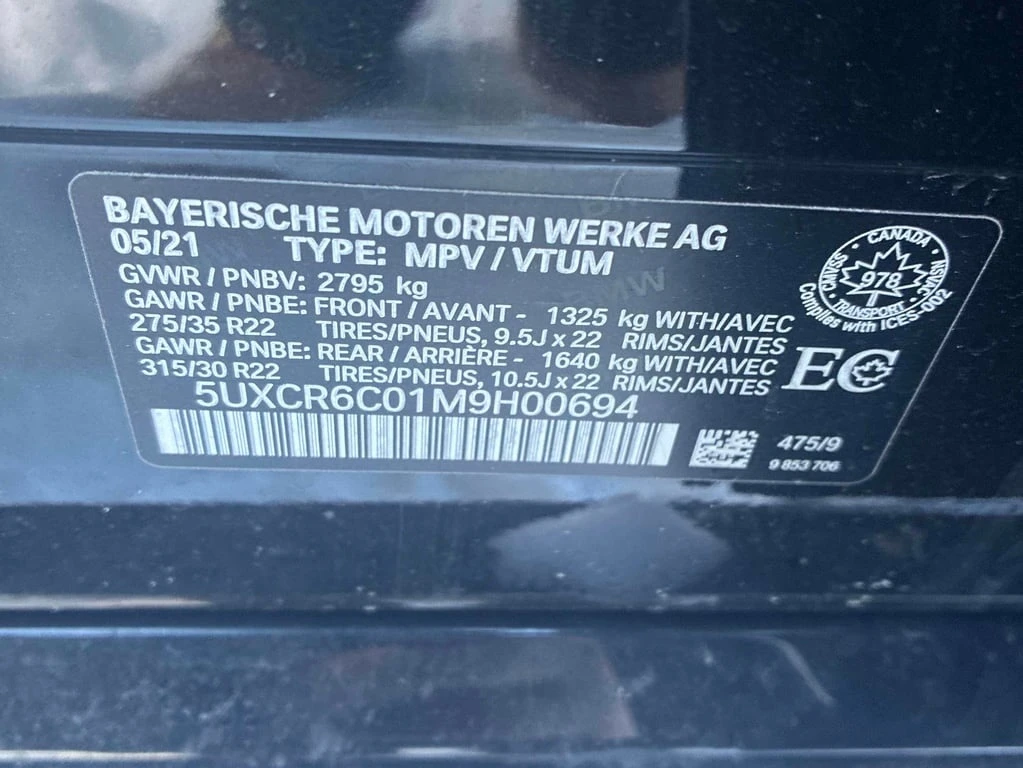 BAYERISCHE MOTOREN WERKE AG
05/21 TYPE: MPV / VTUM
GVWR / PNBV: 2795 kg
GAWR / PNBE: FRONT / AVANT - 1325 kg WITH/AVEC
275/35 R22 TIRES/PNEUS, 9.5J x 22 RIMS/JANTES
GAWR / PNBE: REAR / ARRIÈRE - 1640 kg WITH/AVEC
315/30 R22 TIRES/PNEUS, 10.5J x 22 RIMS/JANTES
5UXCR6C01M9H00694
CANADA
CMVSS
978
NSVAC
TRANSPORT
Complies with ICES-002
EC
475/9
9 853 706